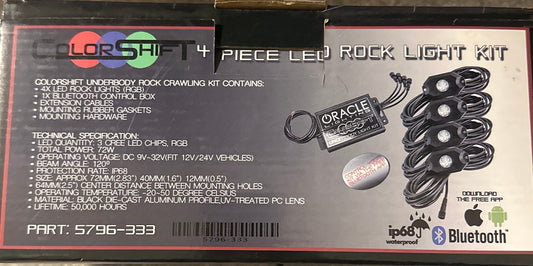 COLORSHIFT 4 PIECE LED ROCK LIGHT KIT
COLORSHIFT UNDERBODY ROCK CRAWLING KIT CONTAINS:
- 4X LED ROCK LIGHTS (RGB)
- 1X BLUETOOTH CONTROL BOX
- EXTENSION CABLES
- MOUNTING RUBBER GASKETS
- MOUNTING HARDWARE
TECHNICAL SPECIFICATION:
- LED QUANTITY: 3 CREE LED CHIPS, RGB
- TOTAL POWER: 72W
- OPERATING VOLTAGE: DC 9V-32V(FIT 12V/24V VEHICLES)
- BEAM ANGLE: 120°
- PROTECTION RATE: IP68
- SIZE: APPROX 72MM(2.83") 40MM(1.6") 12MM(0.5")
- 64MM(2.5") CENTER DISTANCE BETWEEN MOUNTING HOLES
- OPERATING TEMPERATURE: -20~50 DEGREE CELSIUS
- MATERIAL: BLACK DIE-CAST ALUMINUM PROFILE,UV-TREATED PC LENS
- LIFETIME: 50,000 HOURS
PART: 5796-333
5796-333
ORACLE
LIGHTING
ip68
waterproof
Bluetooth™
DOWNLOAD
THE FREE APP